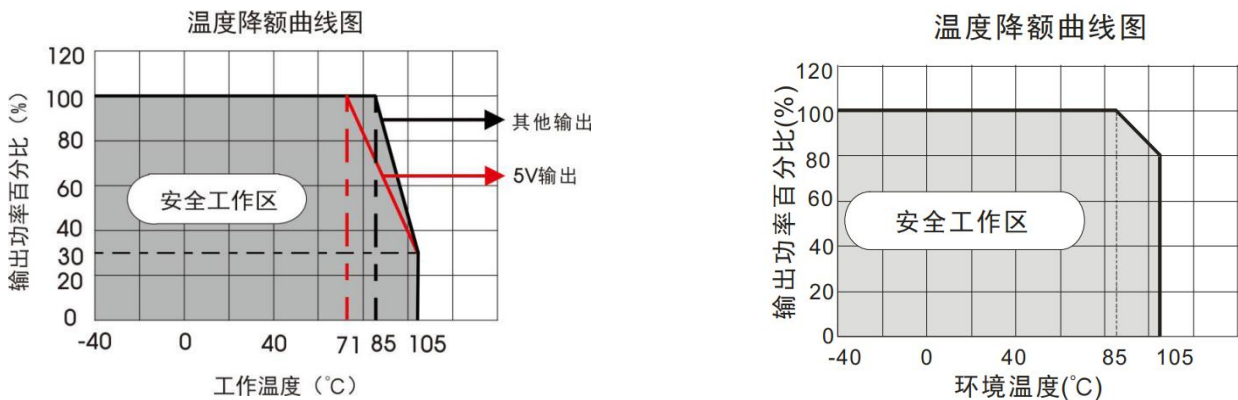 温度降额曲线图
输出功率百分比（%）
120
100
80
60
40
30
20
0
其他输出
5V输出
安全工作区
-40 0 40 71 85 105
工作温度（℃）
温度降额曲线图
输出功率百分比(%)
120
100
80
60
40
20
0
安全工作区
-40 0 40 85 105
环境温度(℃)